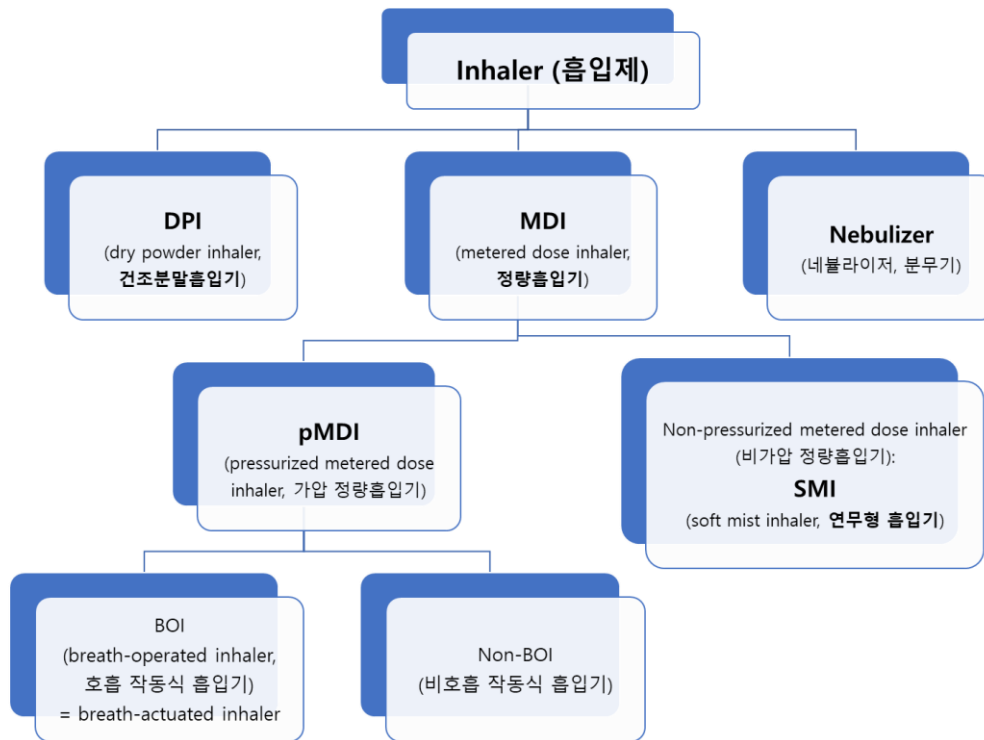 Inhaler (흡입제)
DPI
(dry powder inhaler,
건조분말흡입기)
MDI
(metered dose inhaler,
정량흡입기)
Nebulizer
(네뷸라이저, 분무기)
pMDI
(pressurized metered dose
inhaler, 가압 정량흡입기)
Non-pressurized metered dose inhaler
(비가압 정량흡입기):
SMI
(soft mist inhaler, 연무형 흡입기)
BOI
(breath-operated inhaler,
호흡 작동식 흡입기)
= breath-actuated inhaler
Non-BOI
(비호흡 작동식 흡입기)